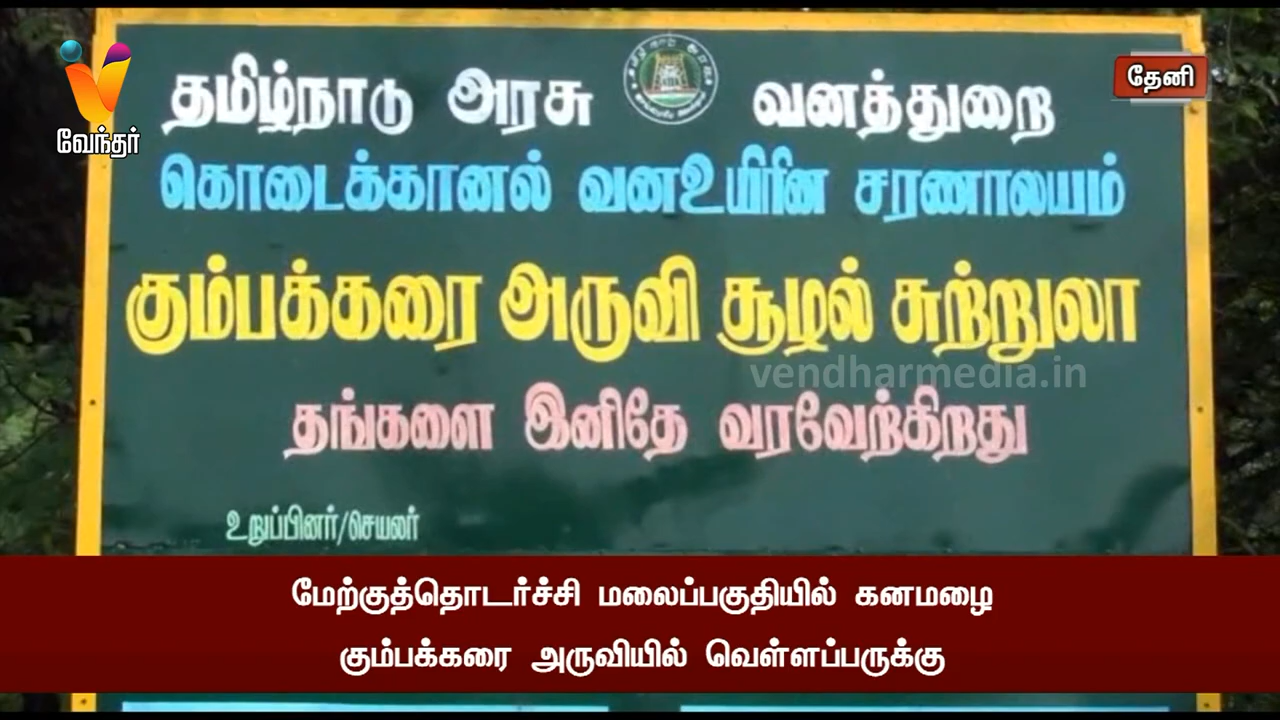 வேந்தர்
தேனி
தமிழ்நாடு அரசு வனத்துறை
கொடைக்கானல் வனஉயிரின சரணாலயம்
கும்பக்கரை அருவி சூழல் சுற்றுலா
vendharmedia.in
தங்களை இனிதே வரவேற்கிறது
உறுப்பினர்/செயலர்
மேற்குத்தொடர்ச்சி மலைப்பகுதியில் கனமழை
கும்பக்கரை அருவியில் வெள்ளப்பருக்கு